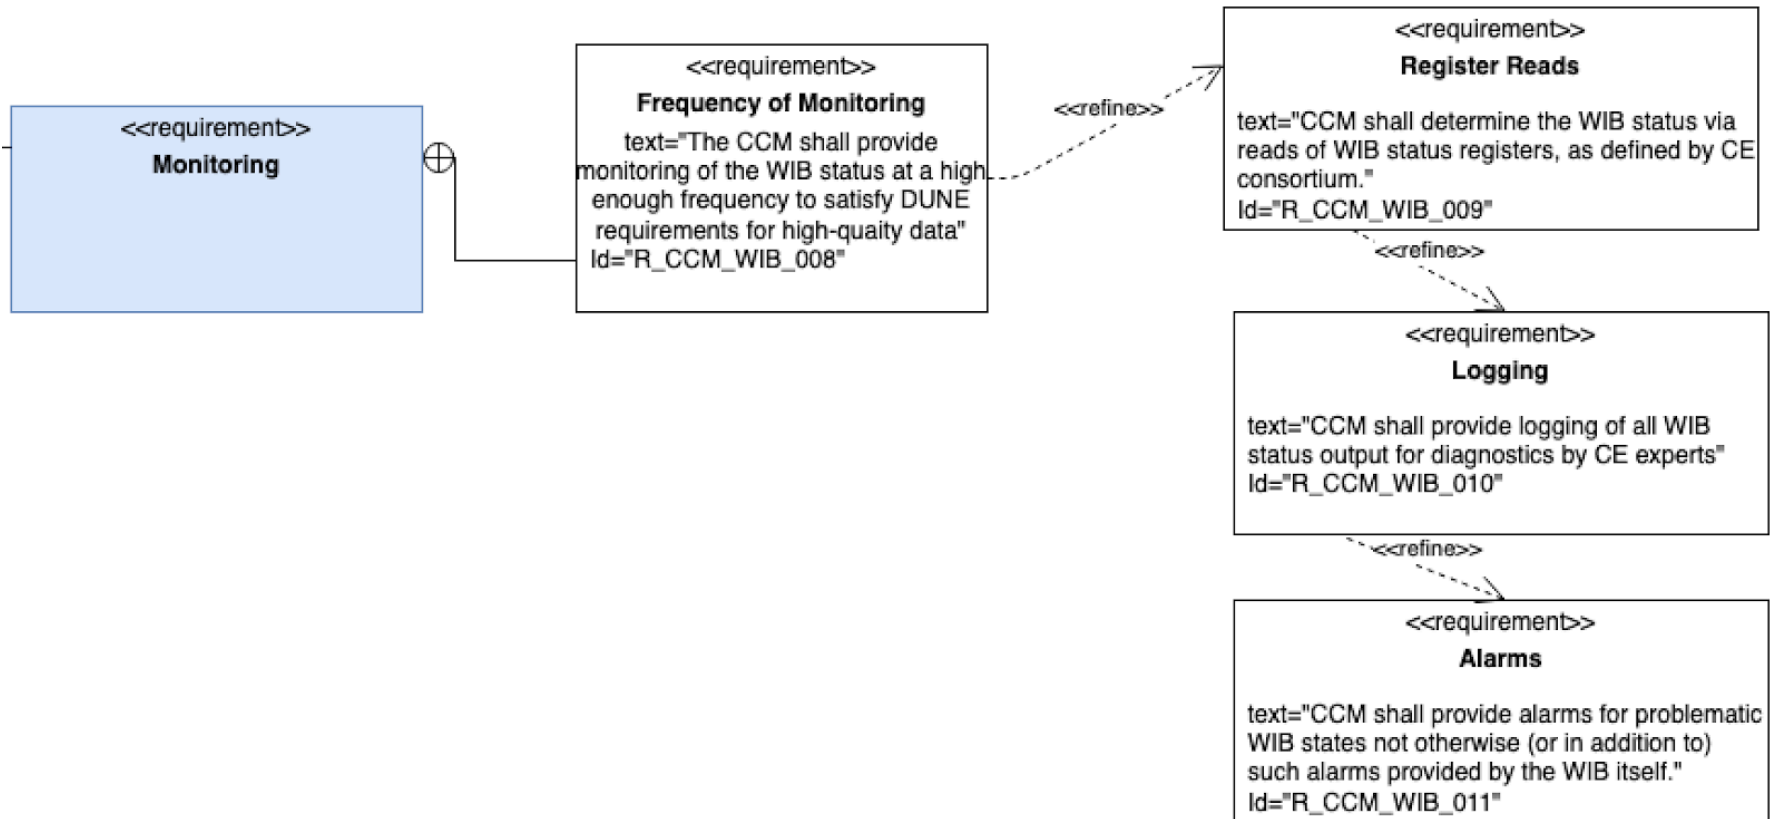 <<requirement>>
Monitoring
<<requirement>>
Frequency of Monitoring
text="The CCM shall provide
monitoring of the WIB status at a high
enough frequency to satisfy DUNE
requirements for high-quaity data"
Id="R_CCM_WIB_008"
<<refine>>
<<requirement>>
Register Reads
text="CCM shall determine the WIB status via
reads of WIB status registers, as defined by CE
consortium."
Id="R_CCM_WIB_009"
<<refine>>
<<requirement>>
Logging
text="CCM shall provide logging of all WIB
status output for diagnostics by CE experts"
Id="R_CCM_WIB_010"
<<refine>>
<<requirement>>
Alarms
text="CCM shall provide alarms for problematic
WIB states not otherwise (or in addition to)
such alarms provided by the WIB itself."
Id="R_CCM_WIB_011"